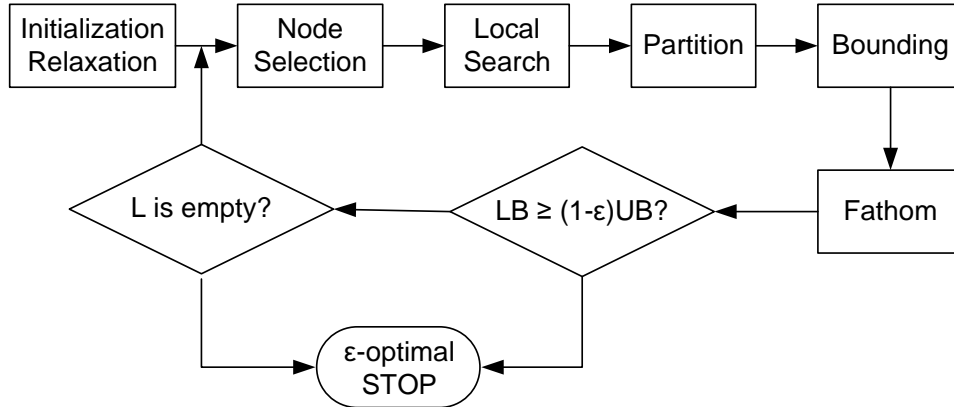 Initialization
Relaxation
Node
Selection
Local
Search
Partition
Bounding
L is empty?
LB ≥ (1-ε)UB?
Fathom
ε-optimal
STOP